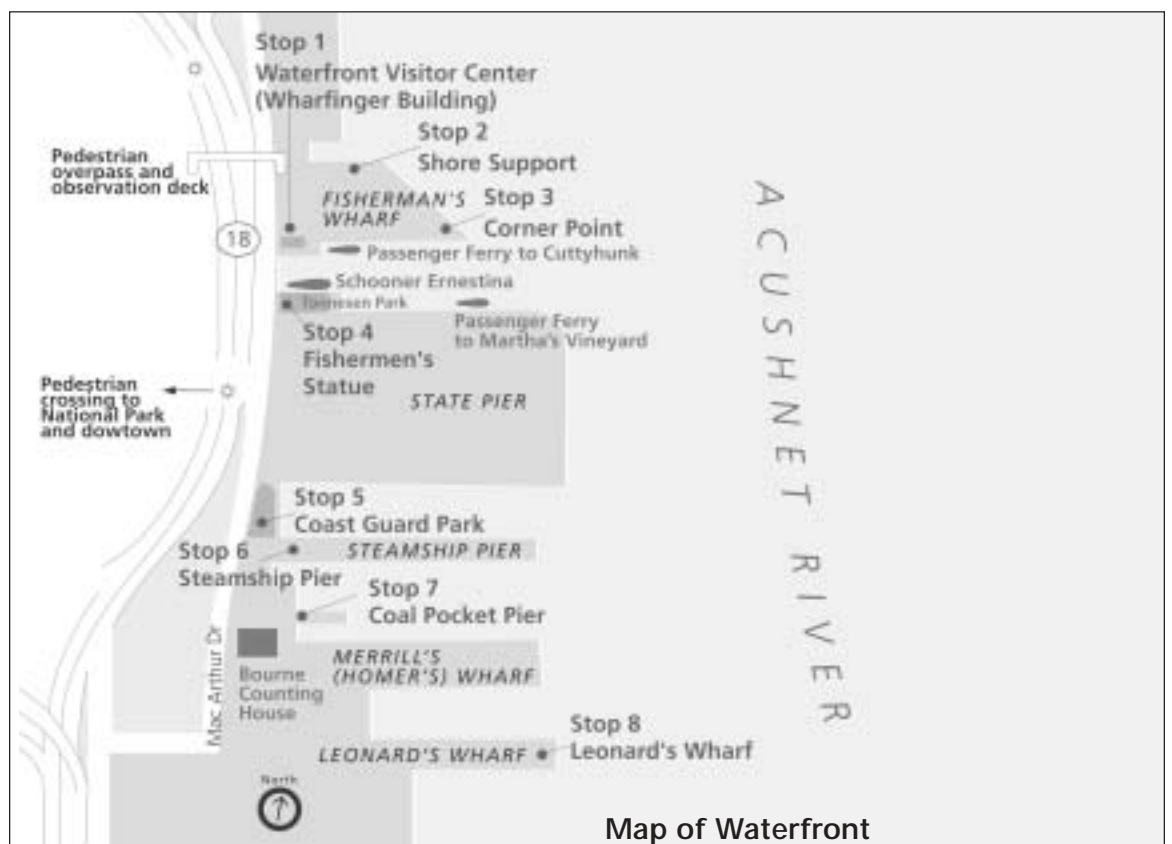 Stop 1
Waterfront Visitor Center
(Wharfinger Building)
Stop 2
Shore Support
Pedestrian
overpass and
observation deck
FISHERMAN'S
WHARF
Stop 3
Corner Point
18
Passenger Ferry to Cuttyhunk
Schooner Ernestina
Tonnesen Park
Passenger Ferry
to Martha's Vineyard
Stop 4
Fishermen's
Statue
STATE PIER
Pedestrian
crossing to
National Park
and dowtown
ACUSHNET RIVER
Stop 5
Coast Guard Park
STEAMSHIP PIER
Stop 6
Steamship Pier
Stop 7
Coal Pocket Pier
MERRILL'S
(HOMER'S) WHARF
Mac Arthur Dr
Bourne
Counting
House
Stop 8
Leonard's Wharf
LEONARD'S WHARF
North
Map of Waterfront